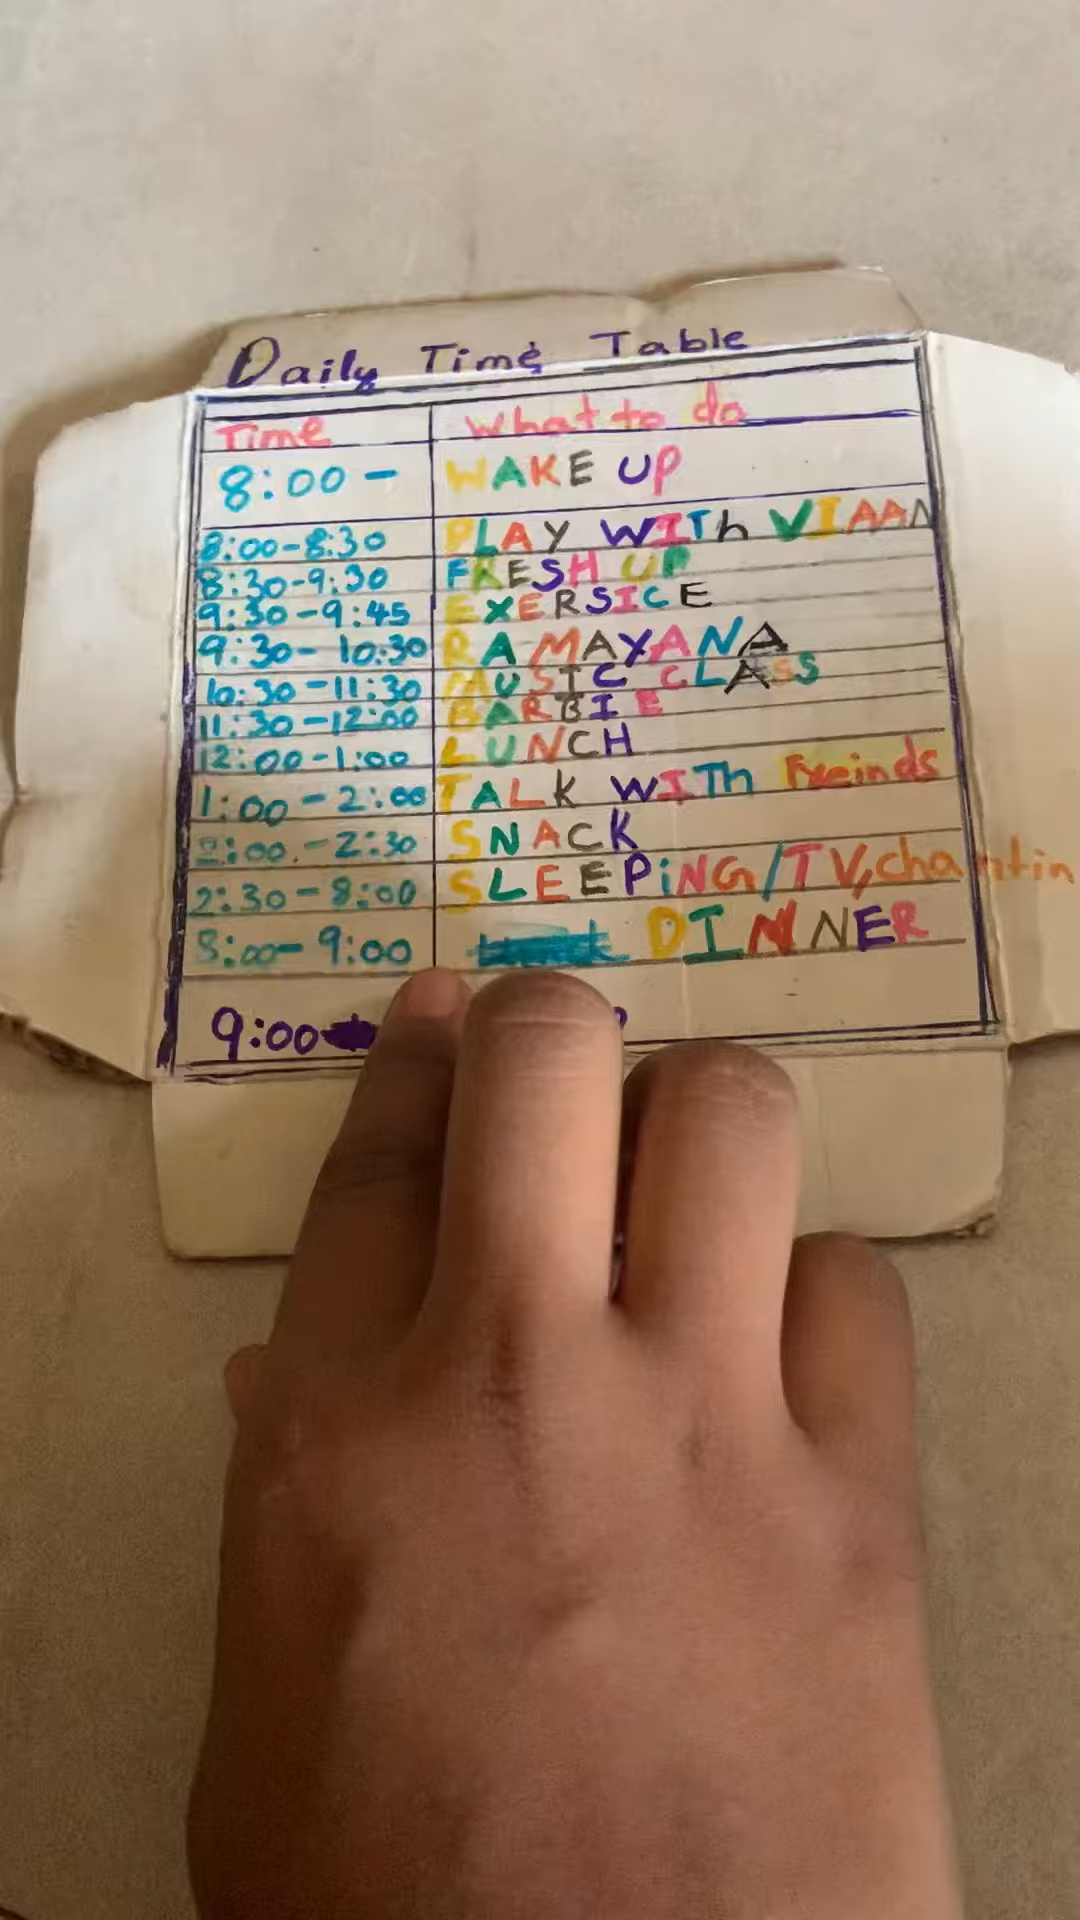 Daily Time Table
Time What to do
8:00 - WAKE UP
8:00-8:30 PLAY WITh VIAAN
8:30-9:30 FRESH UP
9:30-9:45 EXERSICE
9:30-10:30 RAMAYANA
10:30-11:30 MUSIC CLASS
11:30-12:00 BARBIE
12:00-1:00 LUNCH
1:00-2:00 TALK WITh Freinds
2:00.-2:30 SNACK
2:30-8:00 SLEEPiNG/TV,chantin
8:00-9:00 DINNER
9:00